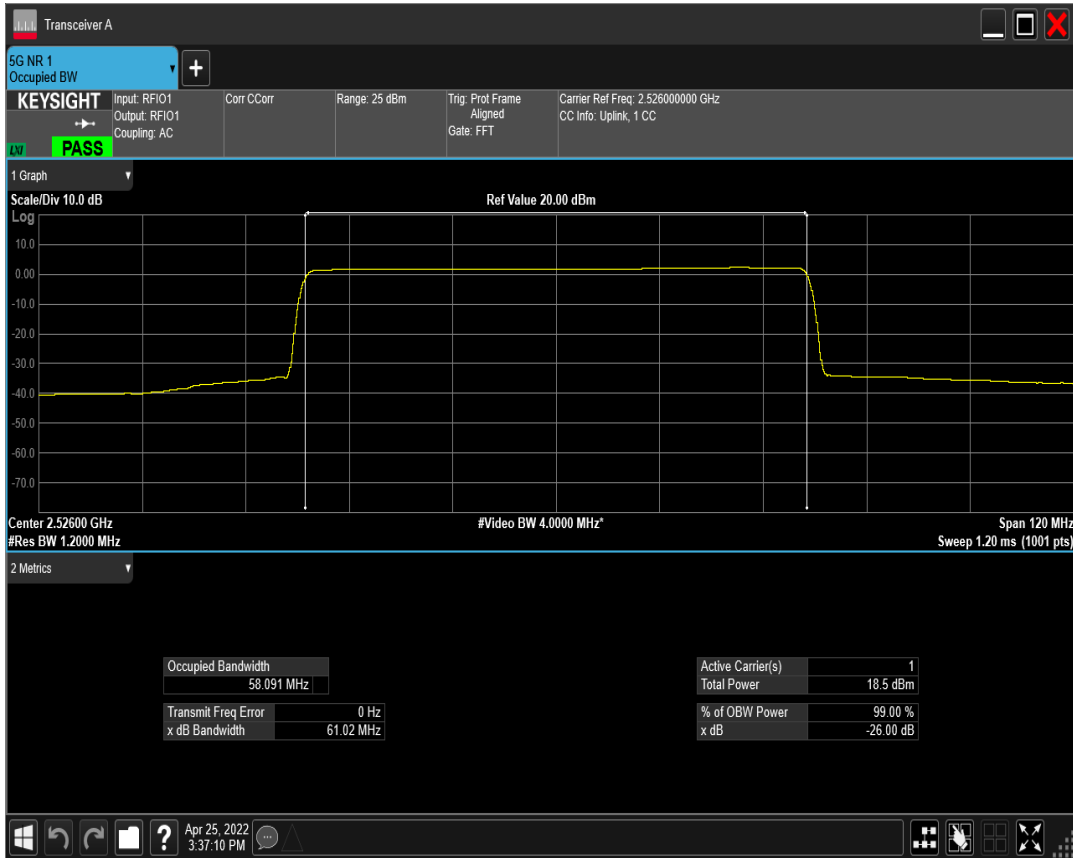 Transceiver A
5G NR 1
Occupied BW
KEYSIGHT
LXI
PASS
Input: RFIO1
Output: RFIO1
Coupling: AC
Corr CCorr
Range: 25 dBm
Trig: Prot Frame
Aligned
Gate: FFT
Carrier Ref Freq: 2.526000000 GHz
CC Info: Uplink, 1 CC
1 Graph
Scale/Div 10.0 dB
Ref Value 20.00 dBm
Log
10.0
0.00
-10.0
-20.0
-30.0
-40.0
-50.0
-60.0
-70.0
Center 2.52600 GHz
#Video BW 4.0000 MHz*
Span 120 MHz
#Res BW 1.2000 MHz
Sweep 1.20 ms (1001 pts)
2 Metrics
Occupied Bandwidth
58.091 MHz
Transmit Freq Error 0 Hz
x dB Bandwidth 61.02 MHz
Active Carrier(s) 1
Total Power 18.5 dBm
% of OBW Power 99.00 %
x dB -26.00 dB
?
Apr 25, 2022
3:37:10 PM